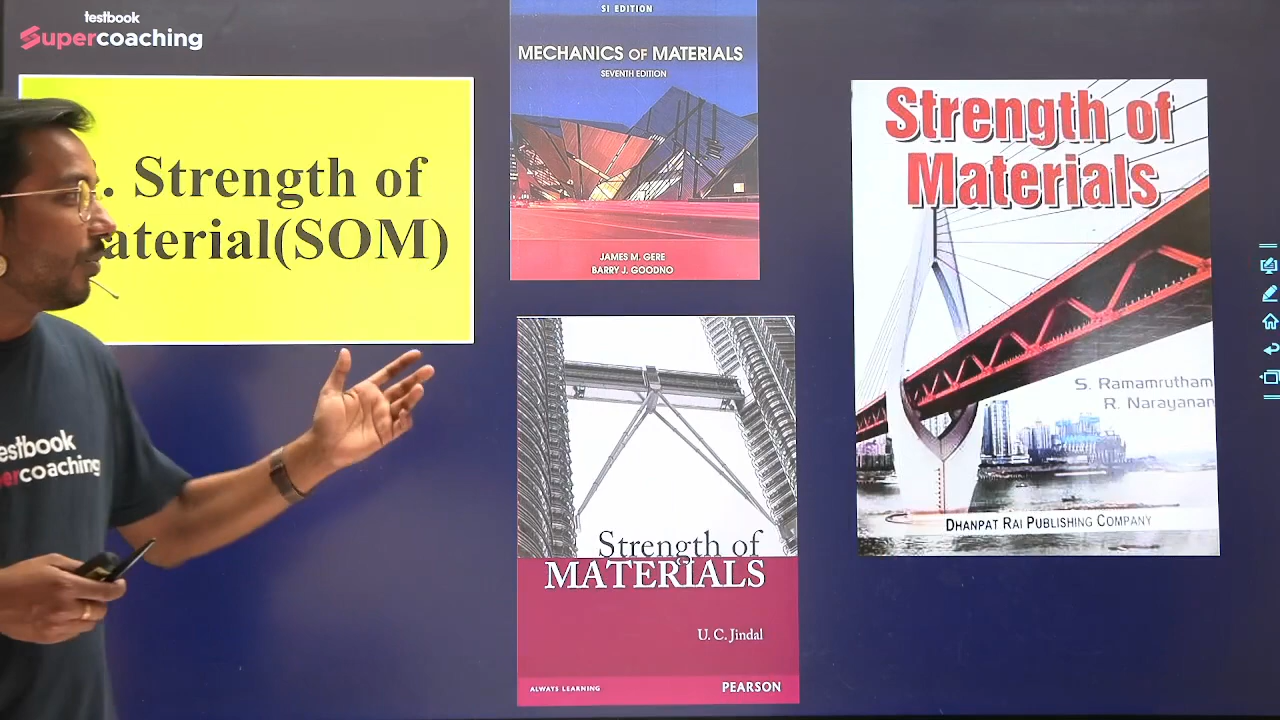 testbook
Supercoaching
. Strength of
aterial(SOM)
SI EDITION
MECHANICS OF MATERIALS
SEVENTH EDITION
JAMES M. GERE
BARRY J. GOODNO
Strength of
MATERIALS
U. C. Jindal
ALWAYS LEARNING
PEARSON
Strength of
Materials
S. Ramamrutham
R. Narayanan
DHANPAT RAI PUBLISHING COMPANY
estbook
ercoaching